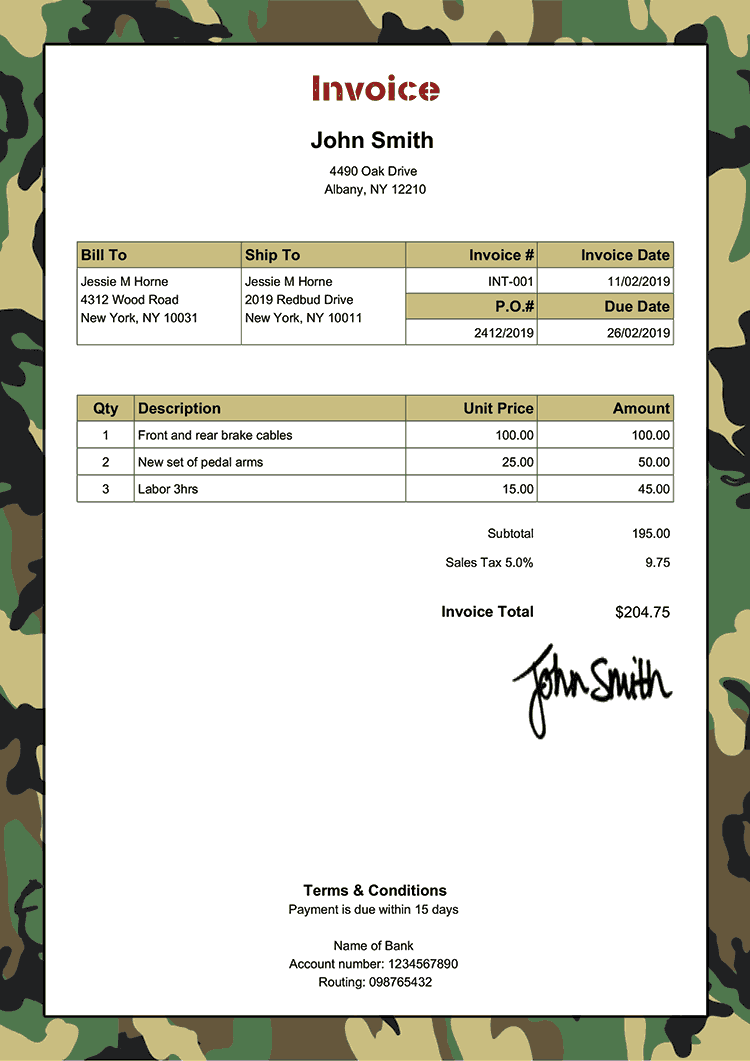 Invoice
John Smith
4490 Oak Drive
Albany, NY 12210
Bill To Ship To Invoice # Invoice Date
Jessie M Horne Jessie M Horne INT-001 11/02/2019
4312 Wood Road 2019 Redbud Drive P.O.# Due Date
New York, NY 10031 New York, NY 10011 2412/2019 26/02/2019
Qty Description Unit Price Amount
1 Front and rear brake cables 100.00 100.00
2 New set of pedal arms 25.00 50.00
3 Labor 3hrs 15.00 45.00
Subtotal 195.00
Sales Tax 5.0% 9.75
Invoice Total $204.75
John Smith
Terms & Conditions
Payment is due within 15 days
Name of Bank
Account number: 1234567890
Routing: 098765432